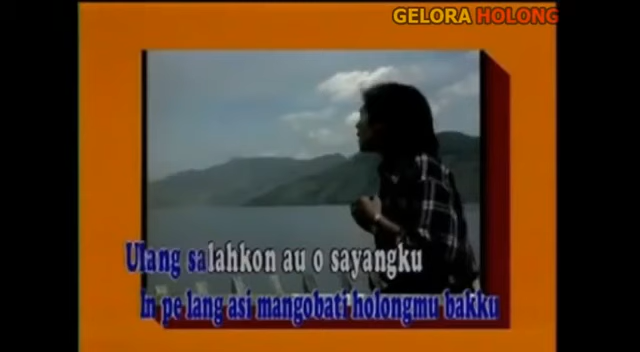 GELORA HOLONG
Ulang salahkon au o sayangku
In pe lang asi mangobati holongmu bakku